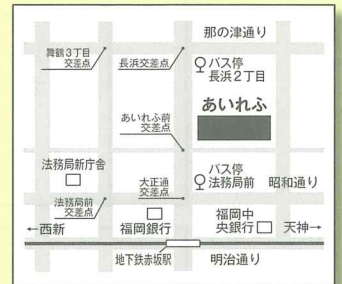 那の津通り
舞鶴3丁目
交差点
長浜交差点
バス停
長浜2丁目
あいれふ
あいれふ前
交差点
法務局新庁舎
大正通
交差点
バス停
法務局前
昭和通り
法務局前
交差点
福岡銀行
福岡中
央銀行
←西新
天神→
地下鉄赤坂駅
明治通り